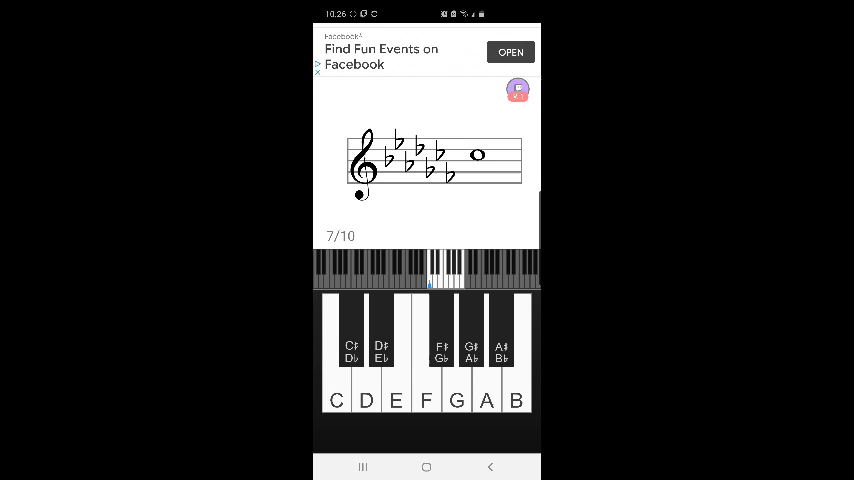 10.26
Facebook
Find Fun Events on
Facebook
OPEN
7/10
C♯ D♯ F♯ G♯ A♯
D♭ E♭ G♭ A♭ B♭
C D E F G A B